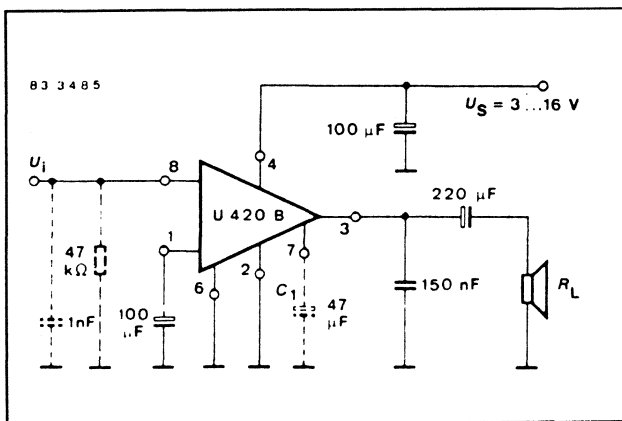 83 3485
U_S = 3 ... 16 V
100 µF
U_i
8
4
220 µF
U 420 B
3
1
7
47 kΩ
6
2
C_1
150 nF
R_L
1nF
100 µF
47 µF